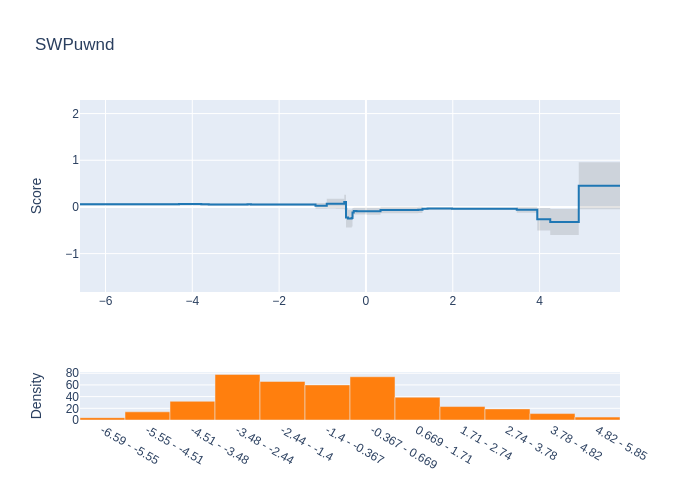 SWPuwnd
Score
2
1
0
−1
−6
−4
−2
0
2
4
Density
80
60
40
20
0
-6.59 - -5.55
-5.55 - -4.51
-4.51 - -3.48
-3.48 - -2.44
-2.44 - -1.4
-1.4 - -0.367
-0.367 - 0.669
0.669 - 1.71
1.71 - 2.74
2.74 - 3.78
3.78 - 4.82
4.82 - 5.85